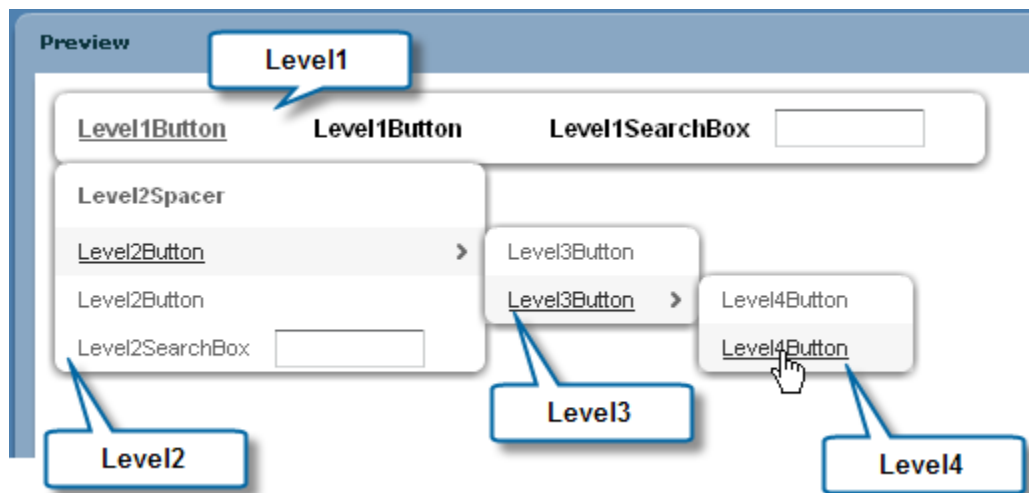 Preview
Level1
Level1Button Level1Button Level1SearchBox
Level2Spacer
Level2Button Level3Button
Level2Button Level3Button Level4Button
Level2SearchBox Level4Button
Level3
Level2 Level4